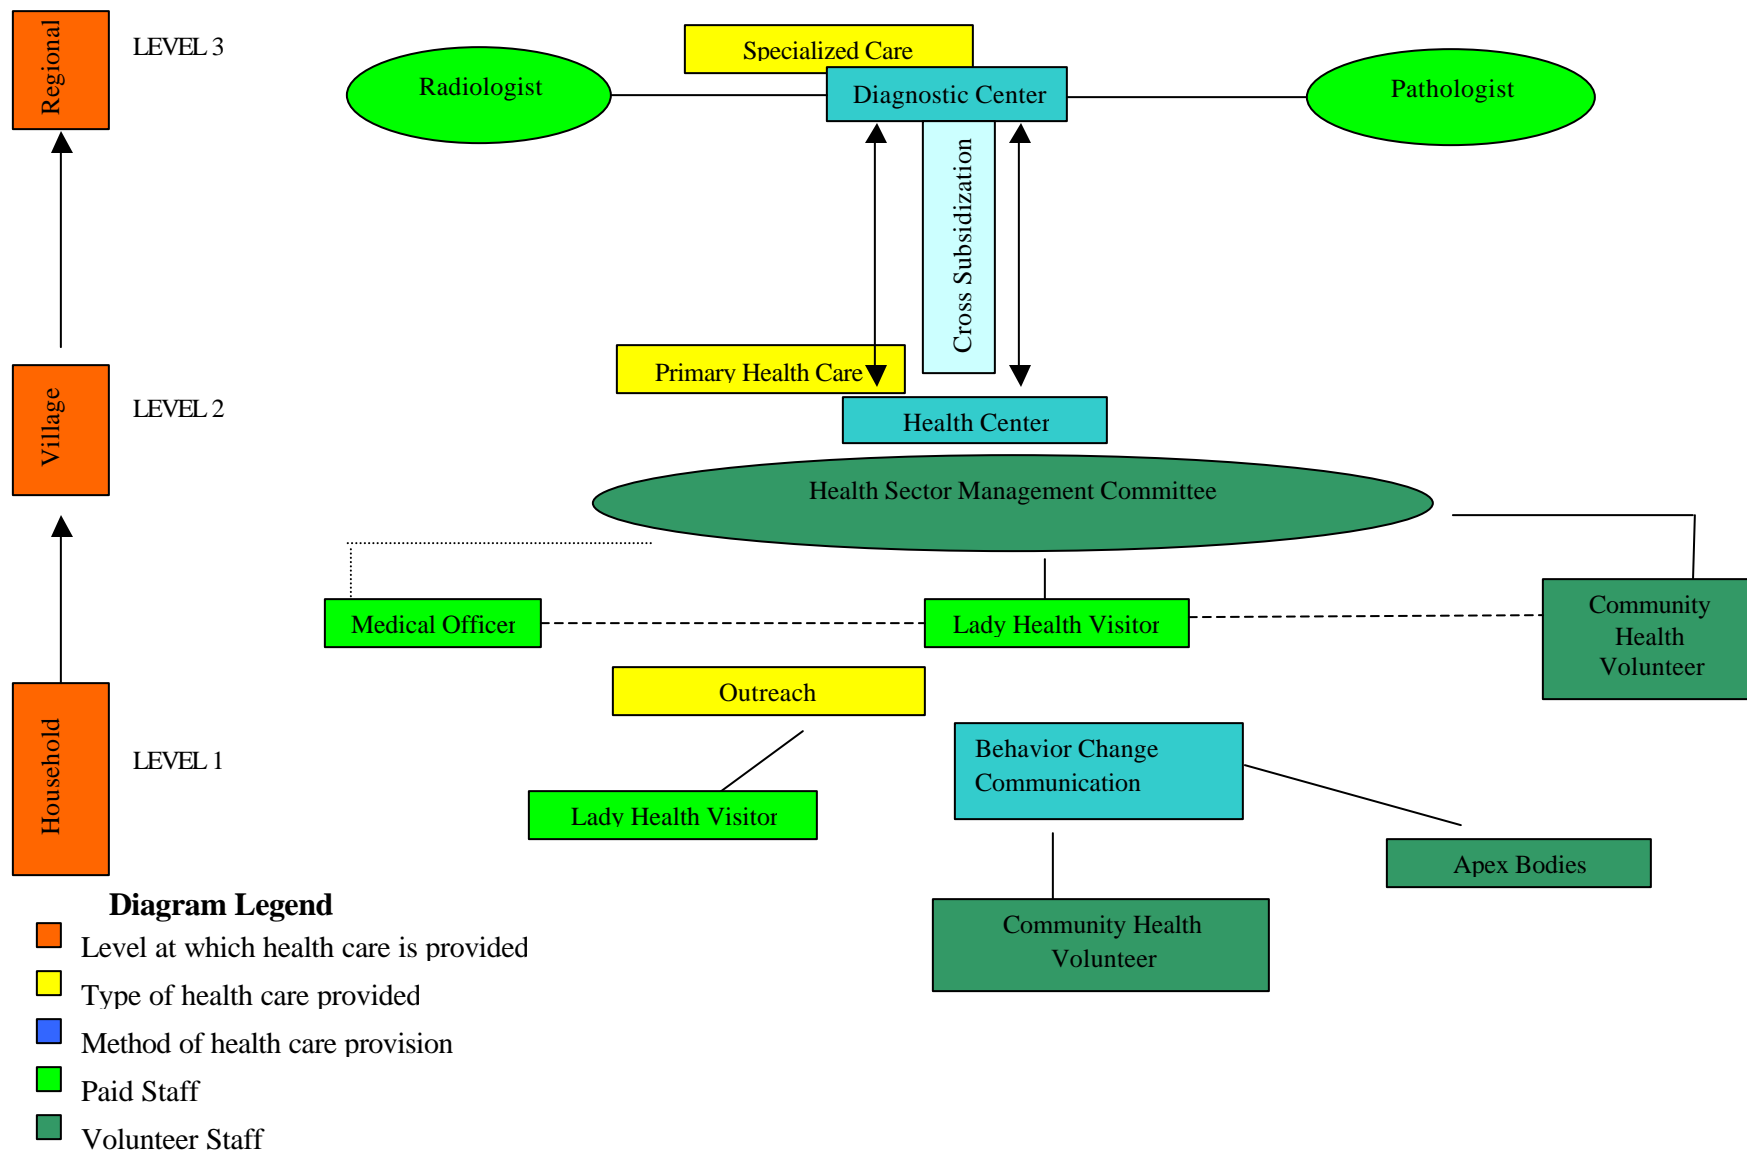 Regional
LEVEL 3
Specialized Care
Radiologist
Diagnostic Center
Pathologist
Cross Subsidization
Primary Health Care
Village
LEVEL 2
Health Center
Health Sector Management Committee
Medical Officer
Lady Health Visitor
Community
Health
Volunteer
Outreach
Household
LEVEL 1
Behavior Change
Communication
Lady Health Visitor
Apex Bodies
Community Health
Volunteer
Diagram Legend
Level at which health care is provided
Type of health care provided
Method of health care provision
Paid Staff
Volunteer Staff